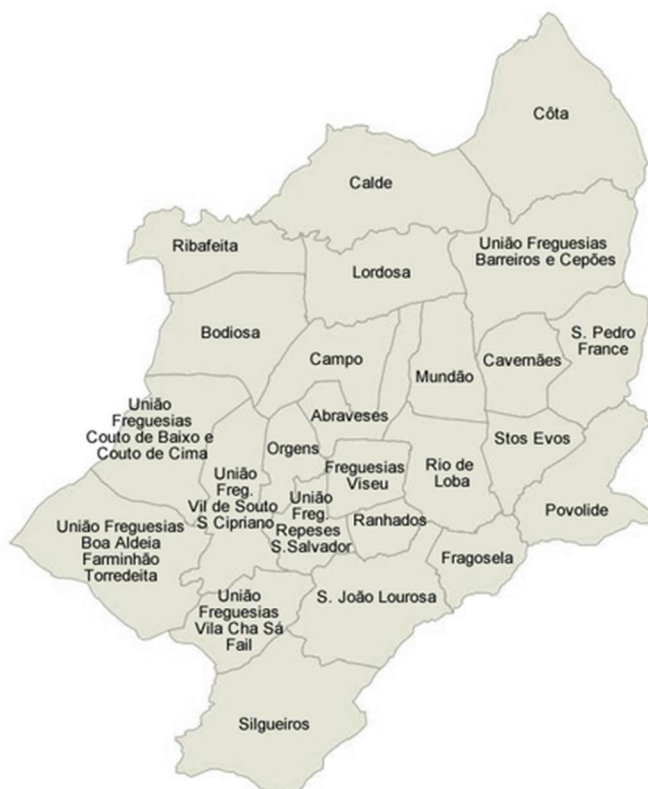 Côta
Calde
Ribafeita
União Freguesias
Barreiros e Cepões
Lordosa
Bodiosa
S. Pedro
France
Campo
Cavernães
Mundão
União
Freguesias
Couto de Baixo e
Couto de Cima
Abraveses
Stos Evos
Orgens
Freguesias
Viseu
Rio de
Loba
União
Freg.
Vil de Souto
S Cipriano
União
Freg.
Repeses
S.Salvador
Povolide
Ranhados
União Freguesias
Boa Aldeia
Farminhão
Torredeita
Fragosela
União
Freguesias
Vila Cha Sá
Fail
S. João Lourosa
Silgueiros